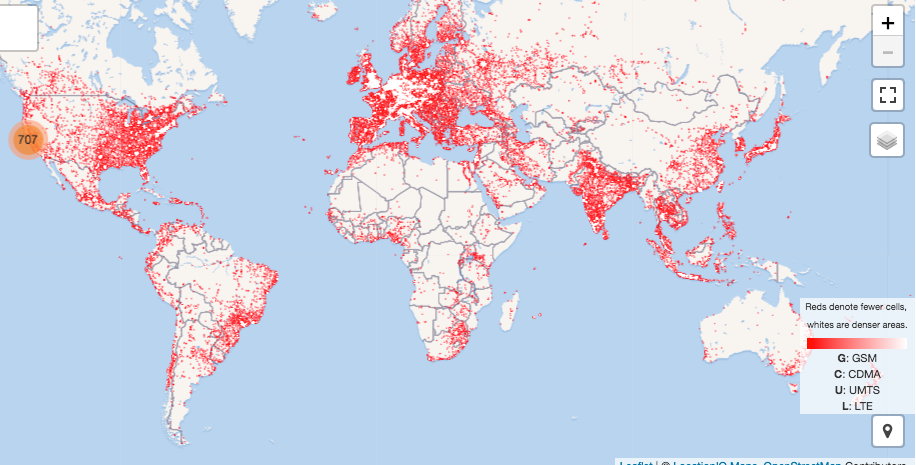 +
−
707
Reds denote fewer cells,
whites are denser areas.
G: GSM
C: CDMA
U: UMTS
L: LTE
Leaflet | © LocationIQ Maps, OpenStreetMap Contributors